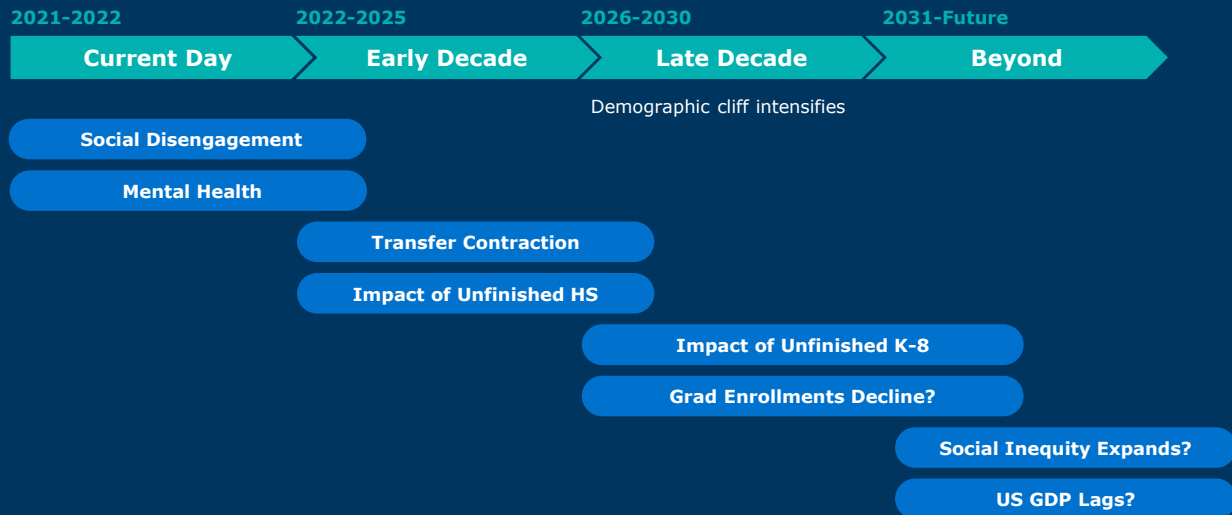 2021-2022
2022-2025
2026-2030
2031-Future
Current Day
Early Decade
Late Decade
Beyond
Demographic cliff intensifies
Social Disengagement
Mental Health
Transfer Contraction
Impact of Unfinished HS
Impact of Unfinished K-8
Grad Enrollments Decline?
Social Inequity Expands?
US GDP Lags?